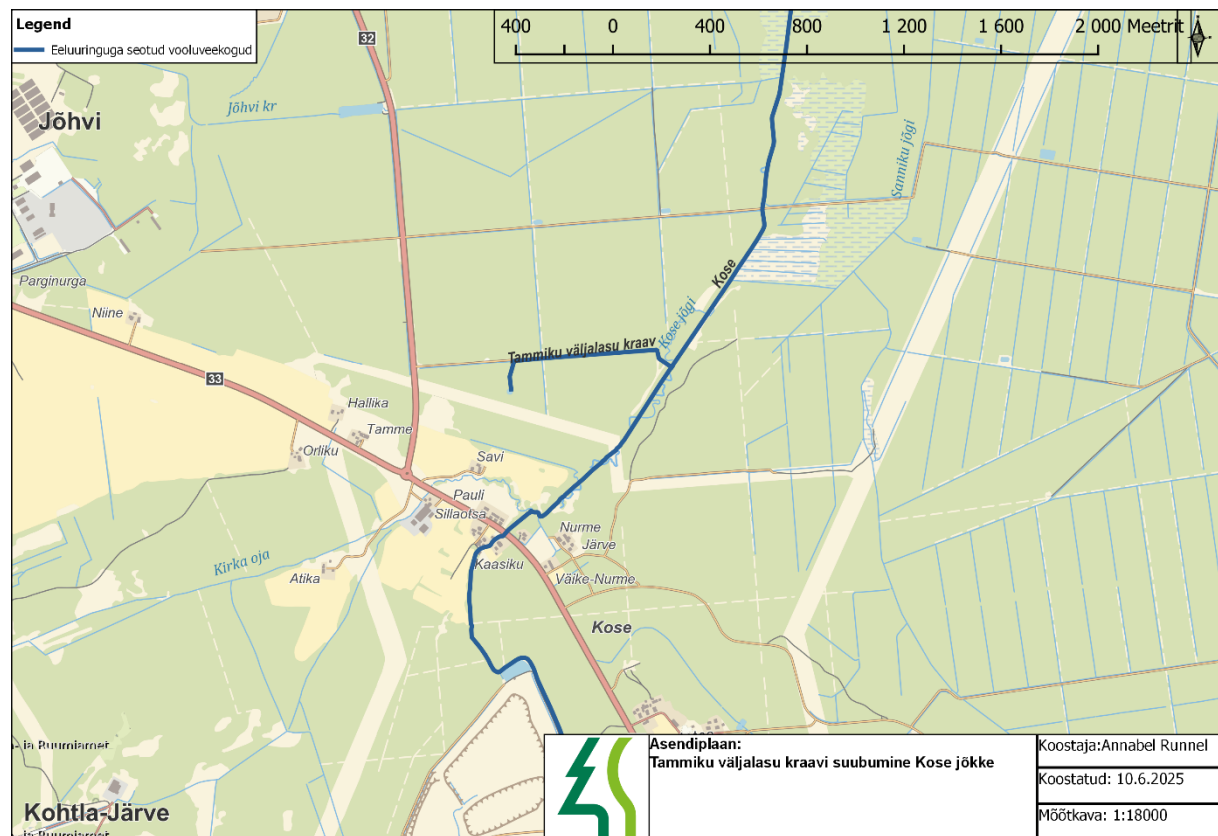 Legend
Eeluuringuga seotud vooluveekogud
400 0 400 800 1 200 1 600 2 000 Meetrit
32
Jõhvi kr
Jõhvi
Sanniku jõgi
Parginurga
Niine
Kose
Kose jõgi
Tammiku väljalasu kraav
33
Hallika
Tamme
Orliku
Savi
Pauli
Sillaotsa
Nurme
Järve
Kaasiku
Väike-Nurme
Kirka oja
Atika
Kose
Kohtla-Järve
Asendiplaan:
Tammiku väljalasu kraavi suubumine Kose jõkke
Koostaja:Annabel Runnel
Koostatud: 10.6.2025
Mõõtkava: 1:18000